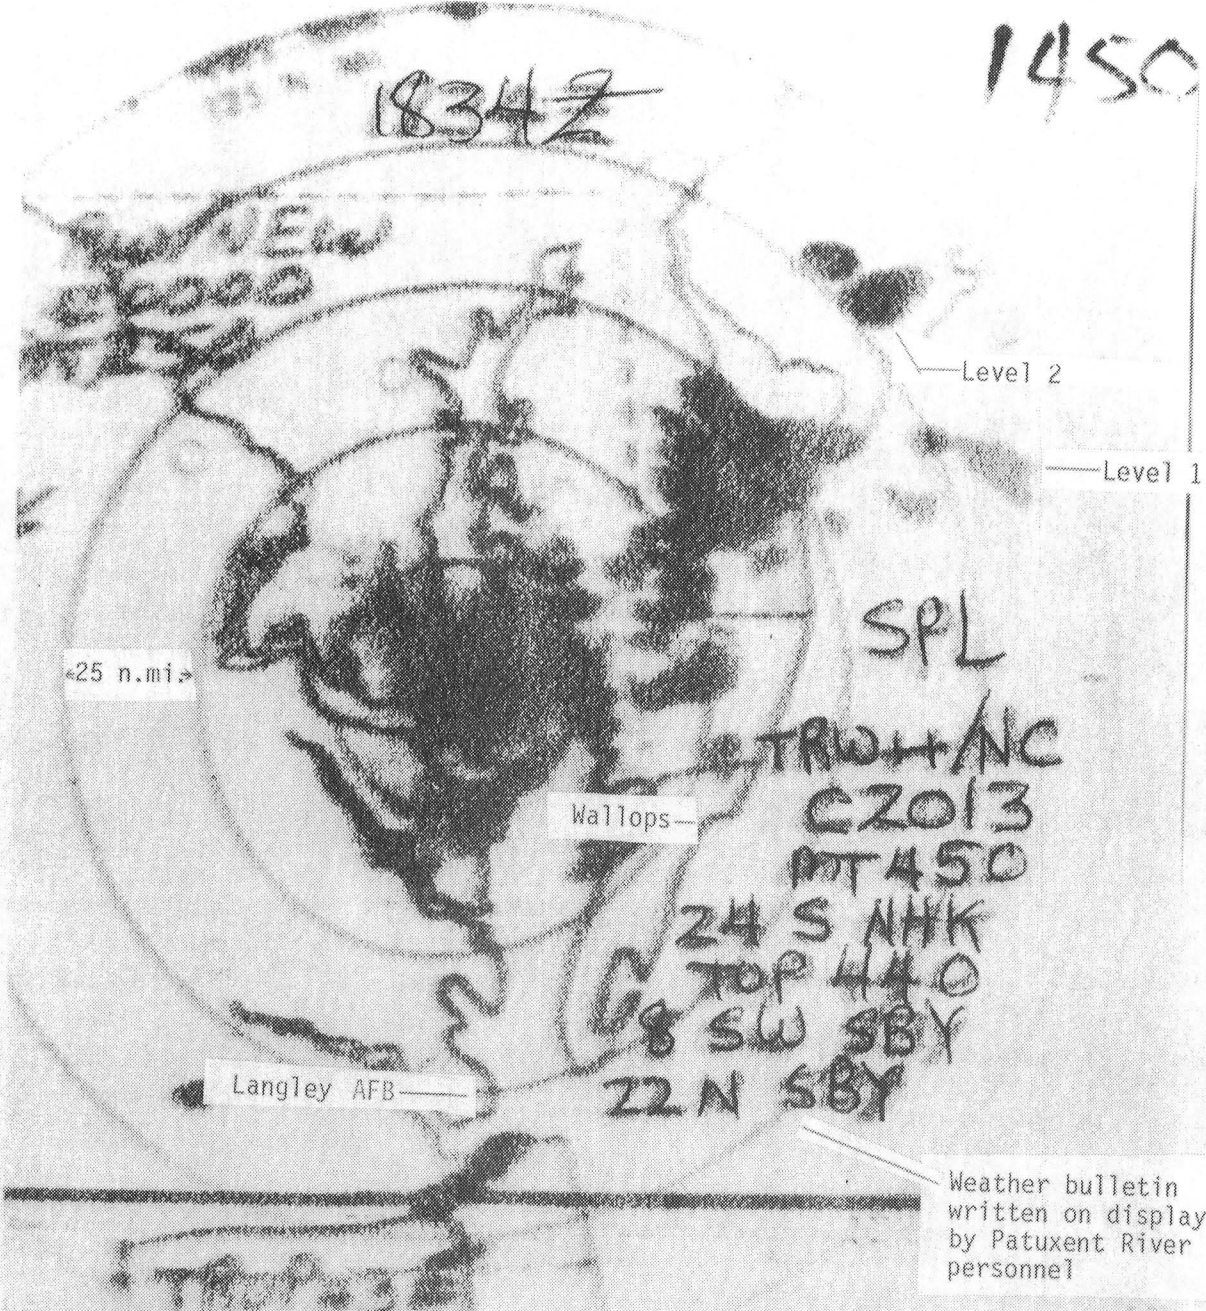 1450
1834Z
NEW
Level 2
Level 1
SPL
25 n.mi.
TRW++/NC
C2013
MT450
Wallops
24 S NHK
TOP 440
8 SW SBY
22 N SBY
Langley AFB
Weather bulletin
written on display
by Patuxent River
personnel